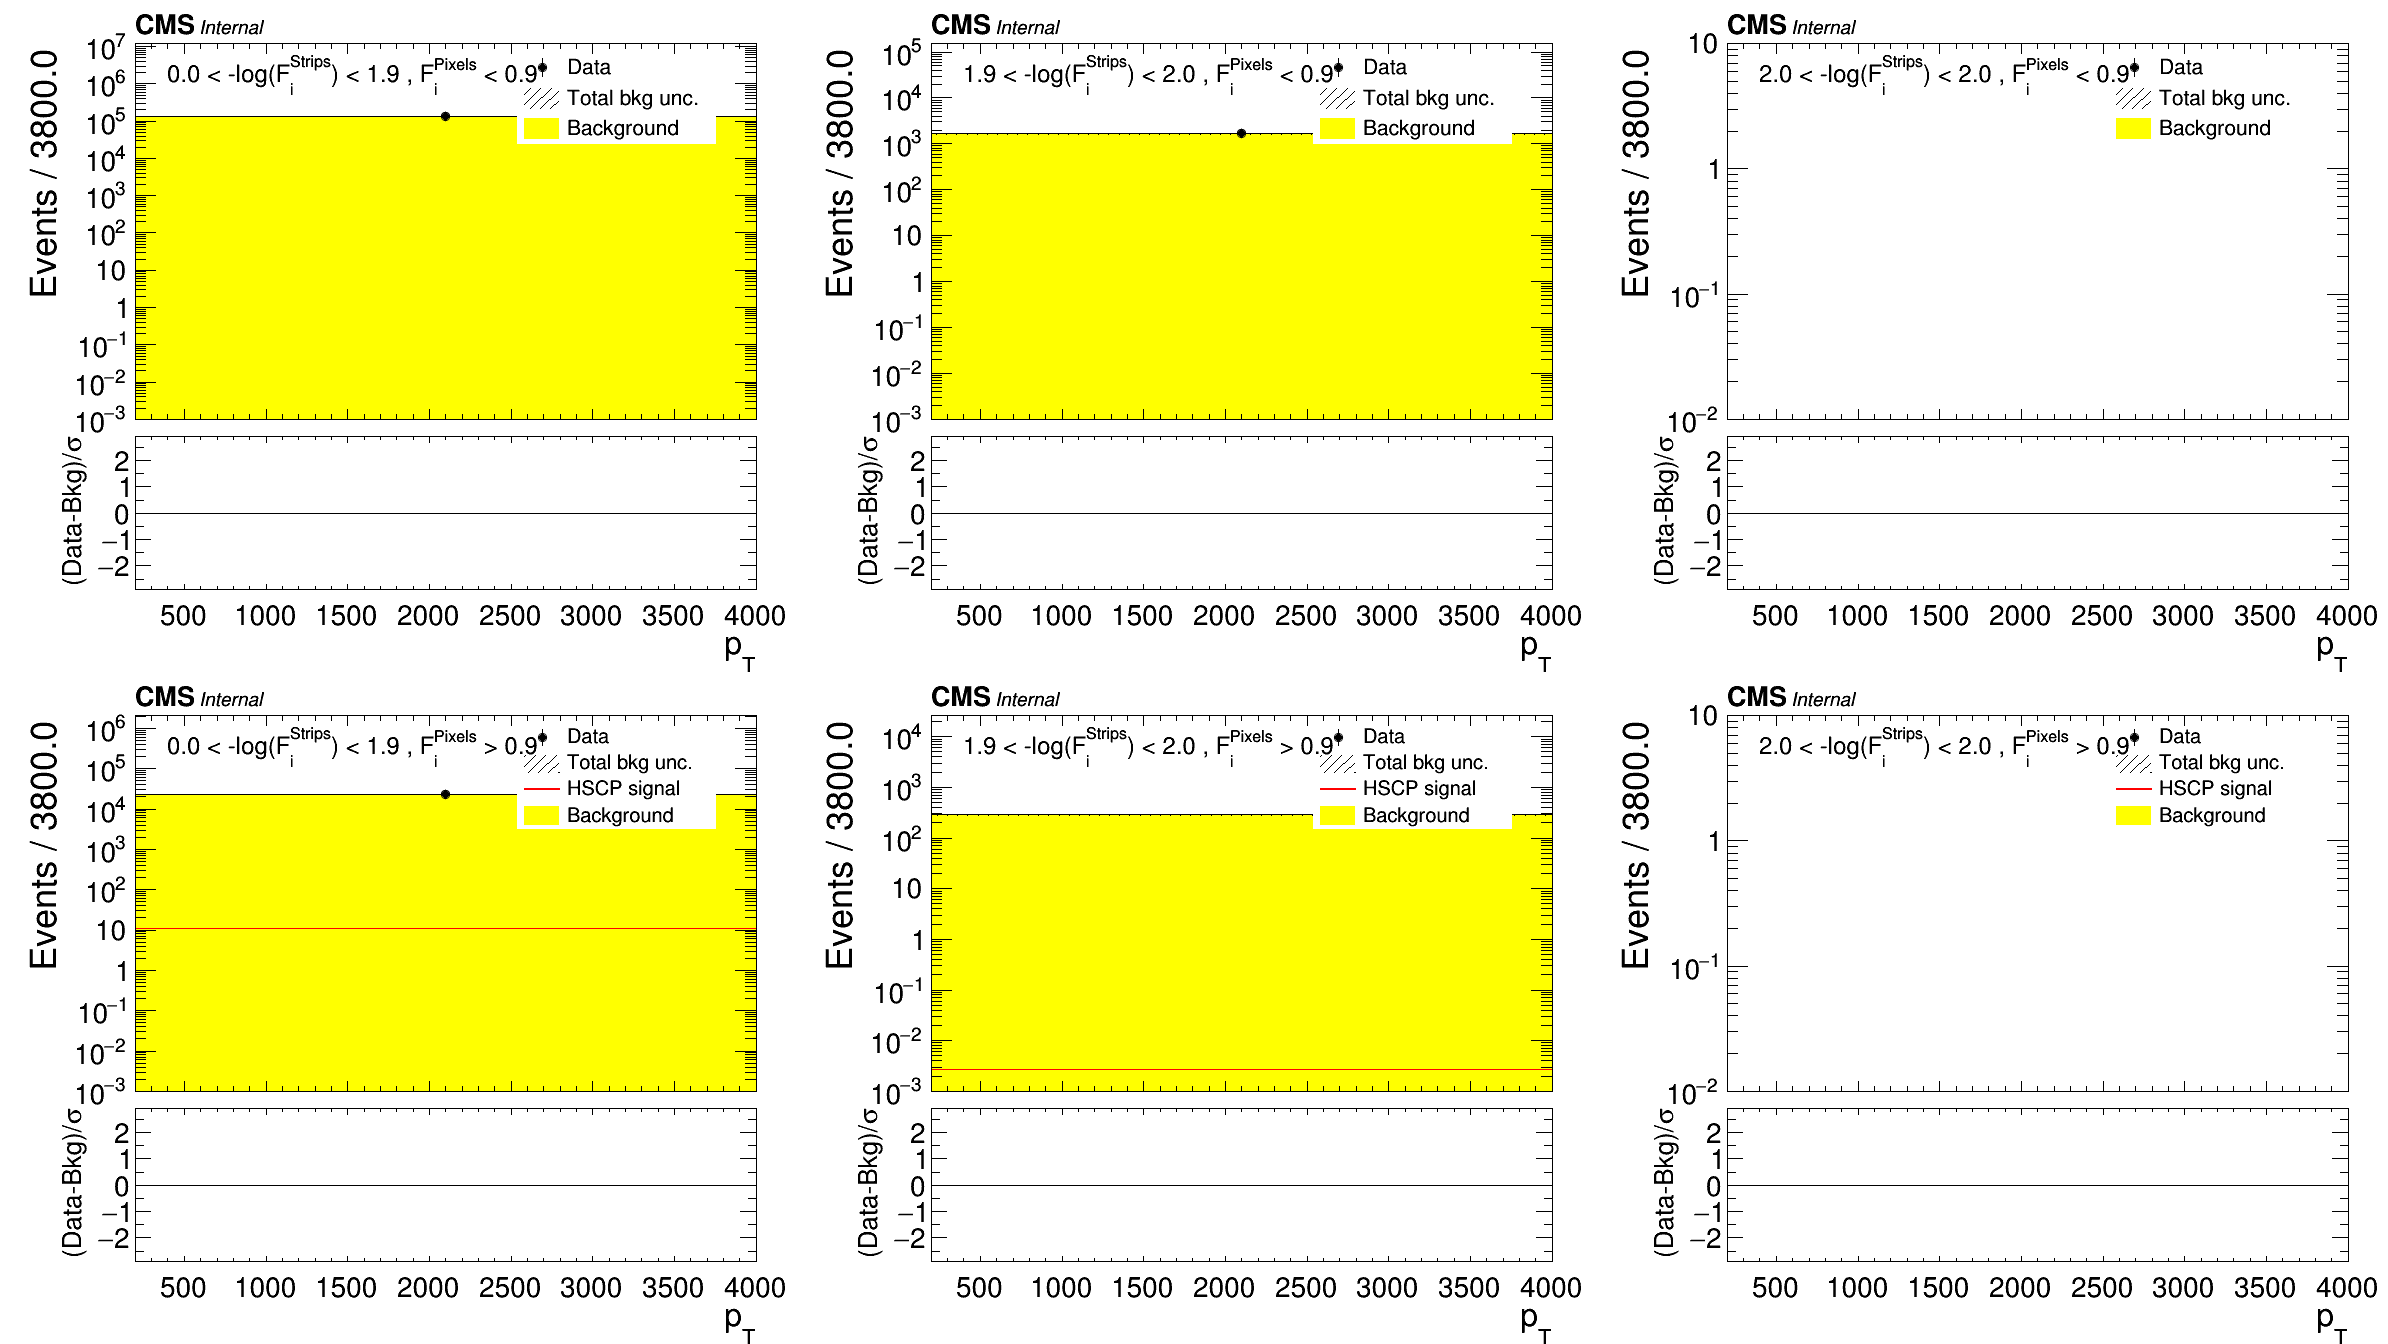 CMS Internal
Events / 3800.0
0.0 < -log(F_i^Strips) < 1.9 , F_i^Pixels < 0.9
Data
Total bkg unc.
Background
10^7
10^6
10^5
10^4
10^3
10^2
10
1
10^−1
10^−2
10^−3
(Data-Bkg)/σ
2
1
0
−1
−2
500 1000 1500 2000 2500 3000 3500 4000
p_T
CMS Internal
Events / 3800.0
1.9 < -log(F_i^Strips) < 2.0 , F_i^Pixels < 0.9
Data
Total bkg unc.
Background
10^5
10^4
10^3
10^2
10
1
10^−1
10^−2
10^−3
(Data-Bkg)/σ
2
1
0
−1
−2
500 1000 1500 2000 2500 3000 3500 4000
p_T
CMS Internal
Events / 3800.0
2.0 < -log(F_i^Strips) < 2.0 , F_i^Pixels < 0.9
Data
Total bkg unc.
Background
10
1
10^−1
10^−2
(Data-Bkg)/σ
2
1
0
−1
−2
500 1000 1500 2000 2500 3000 3500 4000
p_T
CMS Internal
Events / 3800.0
0.0 < -log(F_i^Strips) < 1.9 , F_i^Pixels > 0.9
Data
Total bkg unc.
HSCP signal
Background
10^6
10^5
10^4
10^3
10^2
10
1
10^−1
10^−2
10^−3
(Data-Bkg)/σ
2
1
0
−1
−2
500 1000 1500 2000 2500 3000 3500 4000
p_T
CMS Internal
Events / 3800.0
1.9 < -log(F_i^Strips) < 2.0 , F_i^Pixels > 0.9
Data
Total bkg unc.
HSCP signal
Background
10^4
10^3
10^2
10
1
10^−1
10^−2
10^−3
(Data-Bkg)/σ
2
1
0
−1
−2
500 1000 1500 2000 2500 3000 3500 4000
p_T
CMS Internal
Events / 3800.0
2.0 < -log(F_i^Strips) < 2.0 , F_i^Pixels > 0.9
Data
Total bkg unc.
HSCP signal
Background
10
1
10^−1
10^−2
(Data-Bkg)/σ
2
1
0
−1
−2
500 1000 1500 2000 2500 3000 3500 4000
p_T